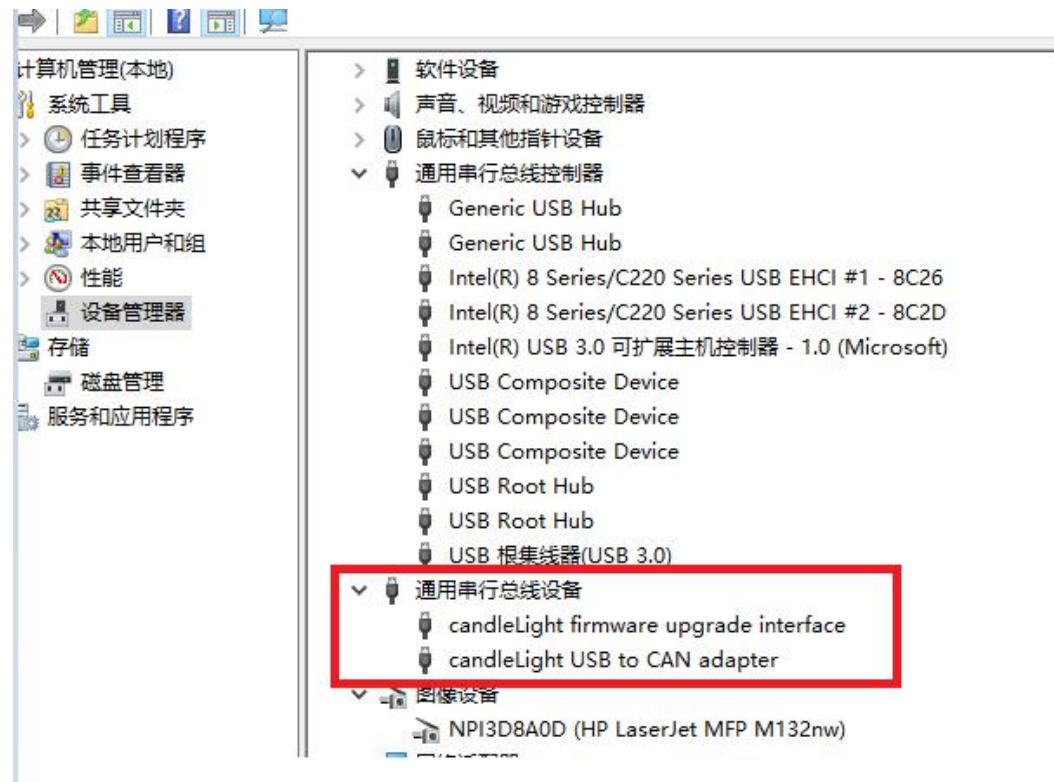 计算机管理(本地)
系统工具
任务计划程序
事件查看器
共享文件夹
本地用户和组
性能
设备管理器
存储
磁盘管理
服务和应用程序
软件设备
声音、视频和游戏控制器
鼠标和其他指针设备
通用串行总线控制器
Generic USB Hub
Generic USB Hub
Intel(R) 8 Series/C220 Series USB EHCI #1 - 8C26
Intel(R) 8 Series/C220 Series USB EHCI #2 - 8C2D
Intel(R) USB 3.0 可扩展主机控制器 - 1.0 (Microsoft)
USB Composite Device
USB Composite Device
USB Composite Device
USB Root Hub
USB Root Hub
USB 根集线器(USB 3.0)
通用串行总线设备
candleLight firmware upgrade interface
candleLight USB to CAN adapter
图像设备
NPI3D8A0D (HP LaserJet MFP M132nw)